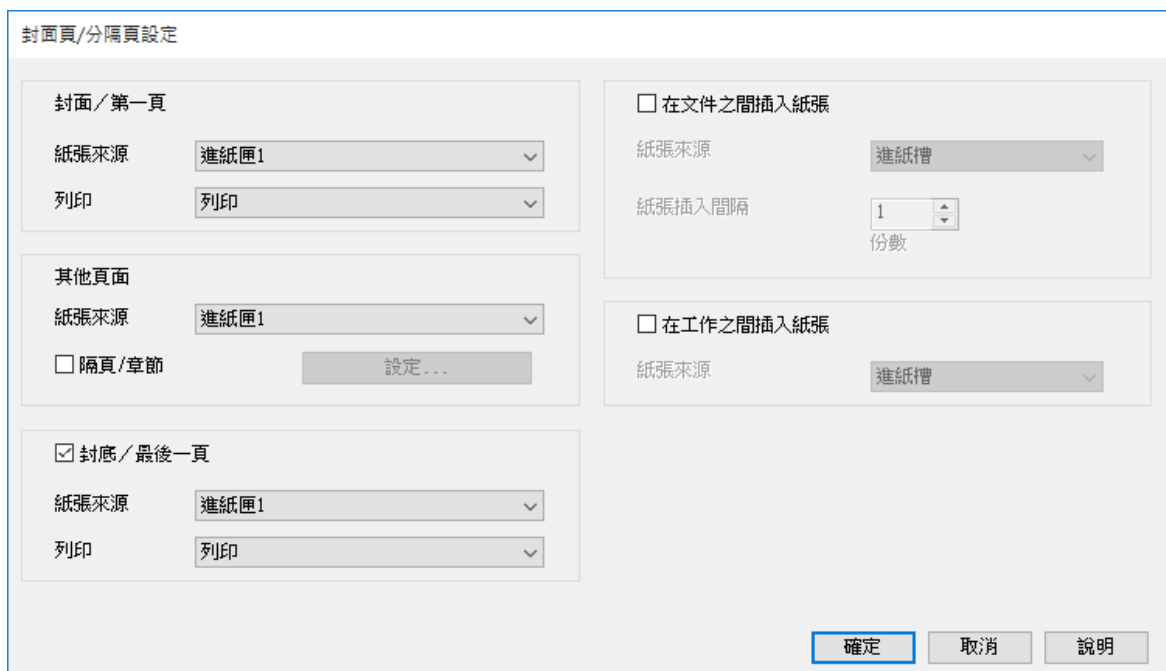 封面頁/分隔頁設定
封面／第一頁
紙張來源
進紙匣1
列印
列印
其他頁面
紙張來源
進紙匣1
隔頁/章節
設定...
封底／最後一頁
紙張來源
進紙匣1
列印
列印
在文件之間插入紙張
紙張來源
進紙槽
紙張插入間隔
1
份數
在工作之間插入紙張
紙張來源
進紙槽
確定
取消
說明